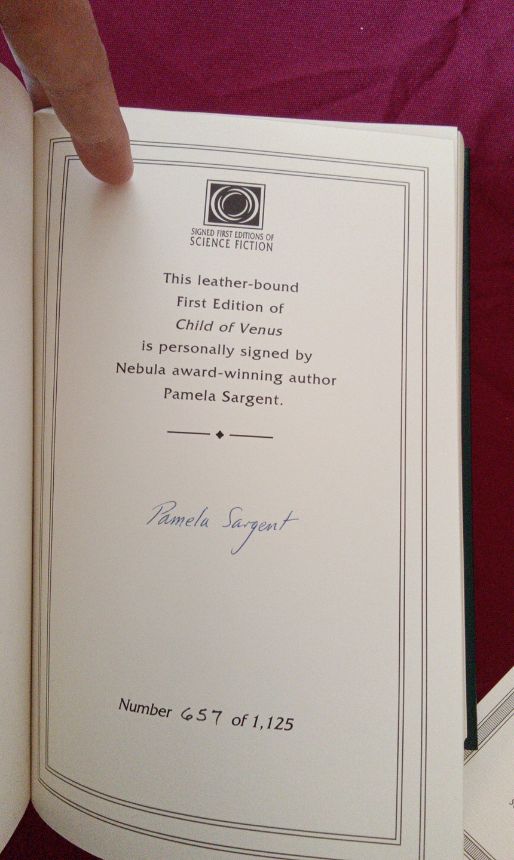 SIGNED FIRST EDITIONS OF
SCIENCE FICTION
This leather-bound
First Edition of
Child of Venus
is personally signed by
Nebula award-winning author
Pamela Sargent.
Pamela Sargent
Number 657 of 1,125